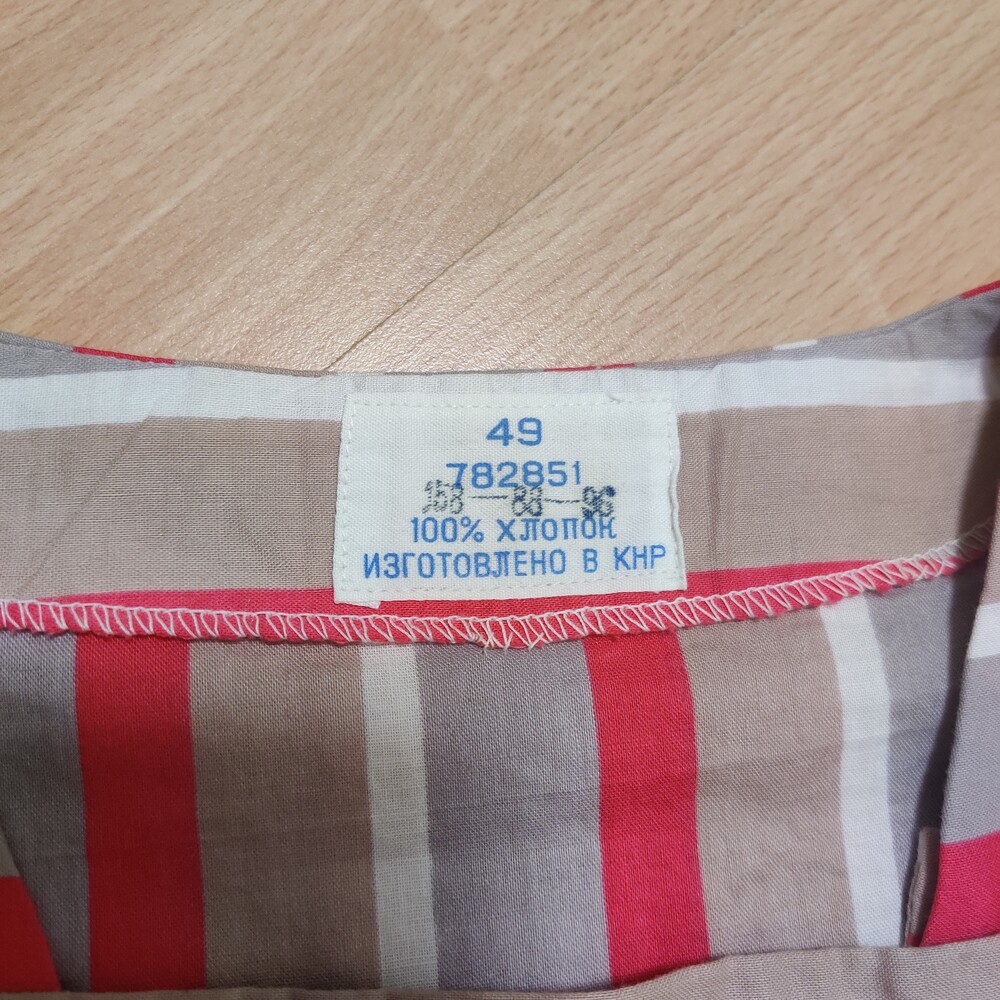 49
782851
158—88—96
100% ХЛОПОК
ИЗГОТОВЛЕНО В КНР